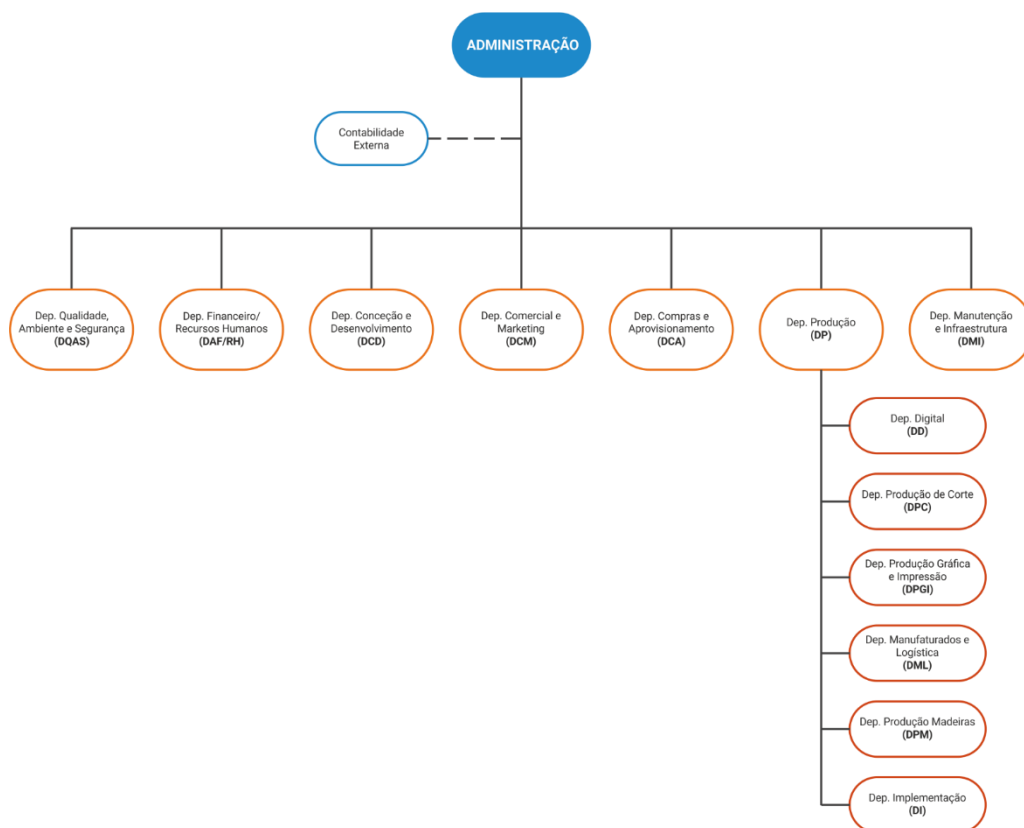 ADMINISTRAÇÃO
Contabilidade
Externa
Dep. Qualidade,
Ambiente e Segurança
(DQAS)
Dep. Financeiro/
Recursos Humanos
(DAF/RH)
Dep. Conceção e
Desenvolvimento
(DCD)
Dep. Comercial e
Marketing
(DCM)
Dep. Compras e
Aprovisionamento
(DCA)
Dep. Produção
(DP)
Dep. Manutenção
e Infraestrutura
(DMI)
Dep. Digital
(DD)
Dep. Produção de Corte
(DPC)
Dep. Produção Gráfica
e Impressão
(DPGI)
Dep. Manufaturados e
Logística
(DML)
Dep. Produção Madeiras
(DPM)
Dep. Implementação
(DI)